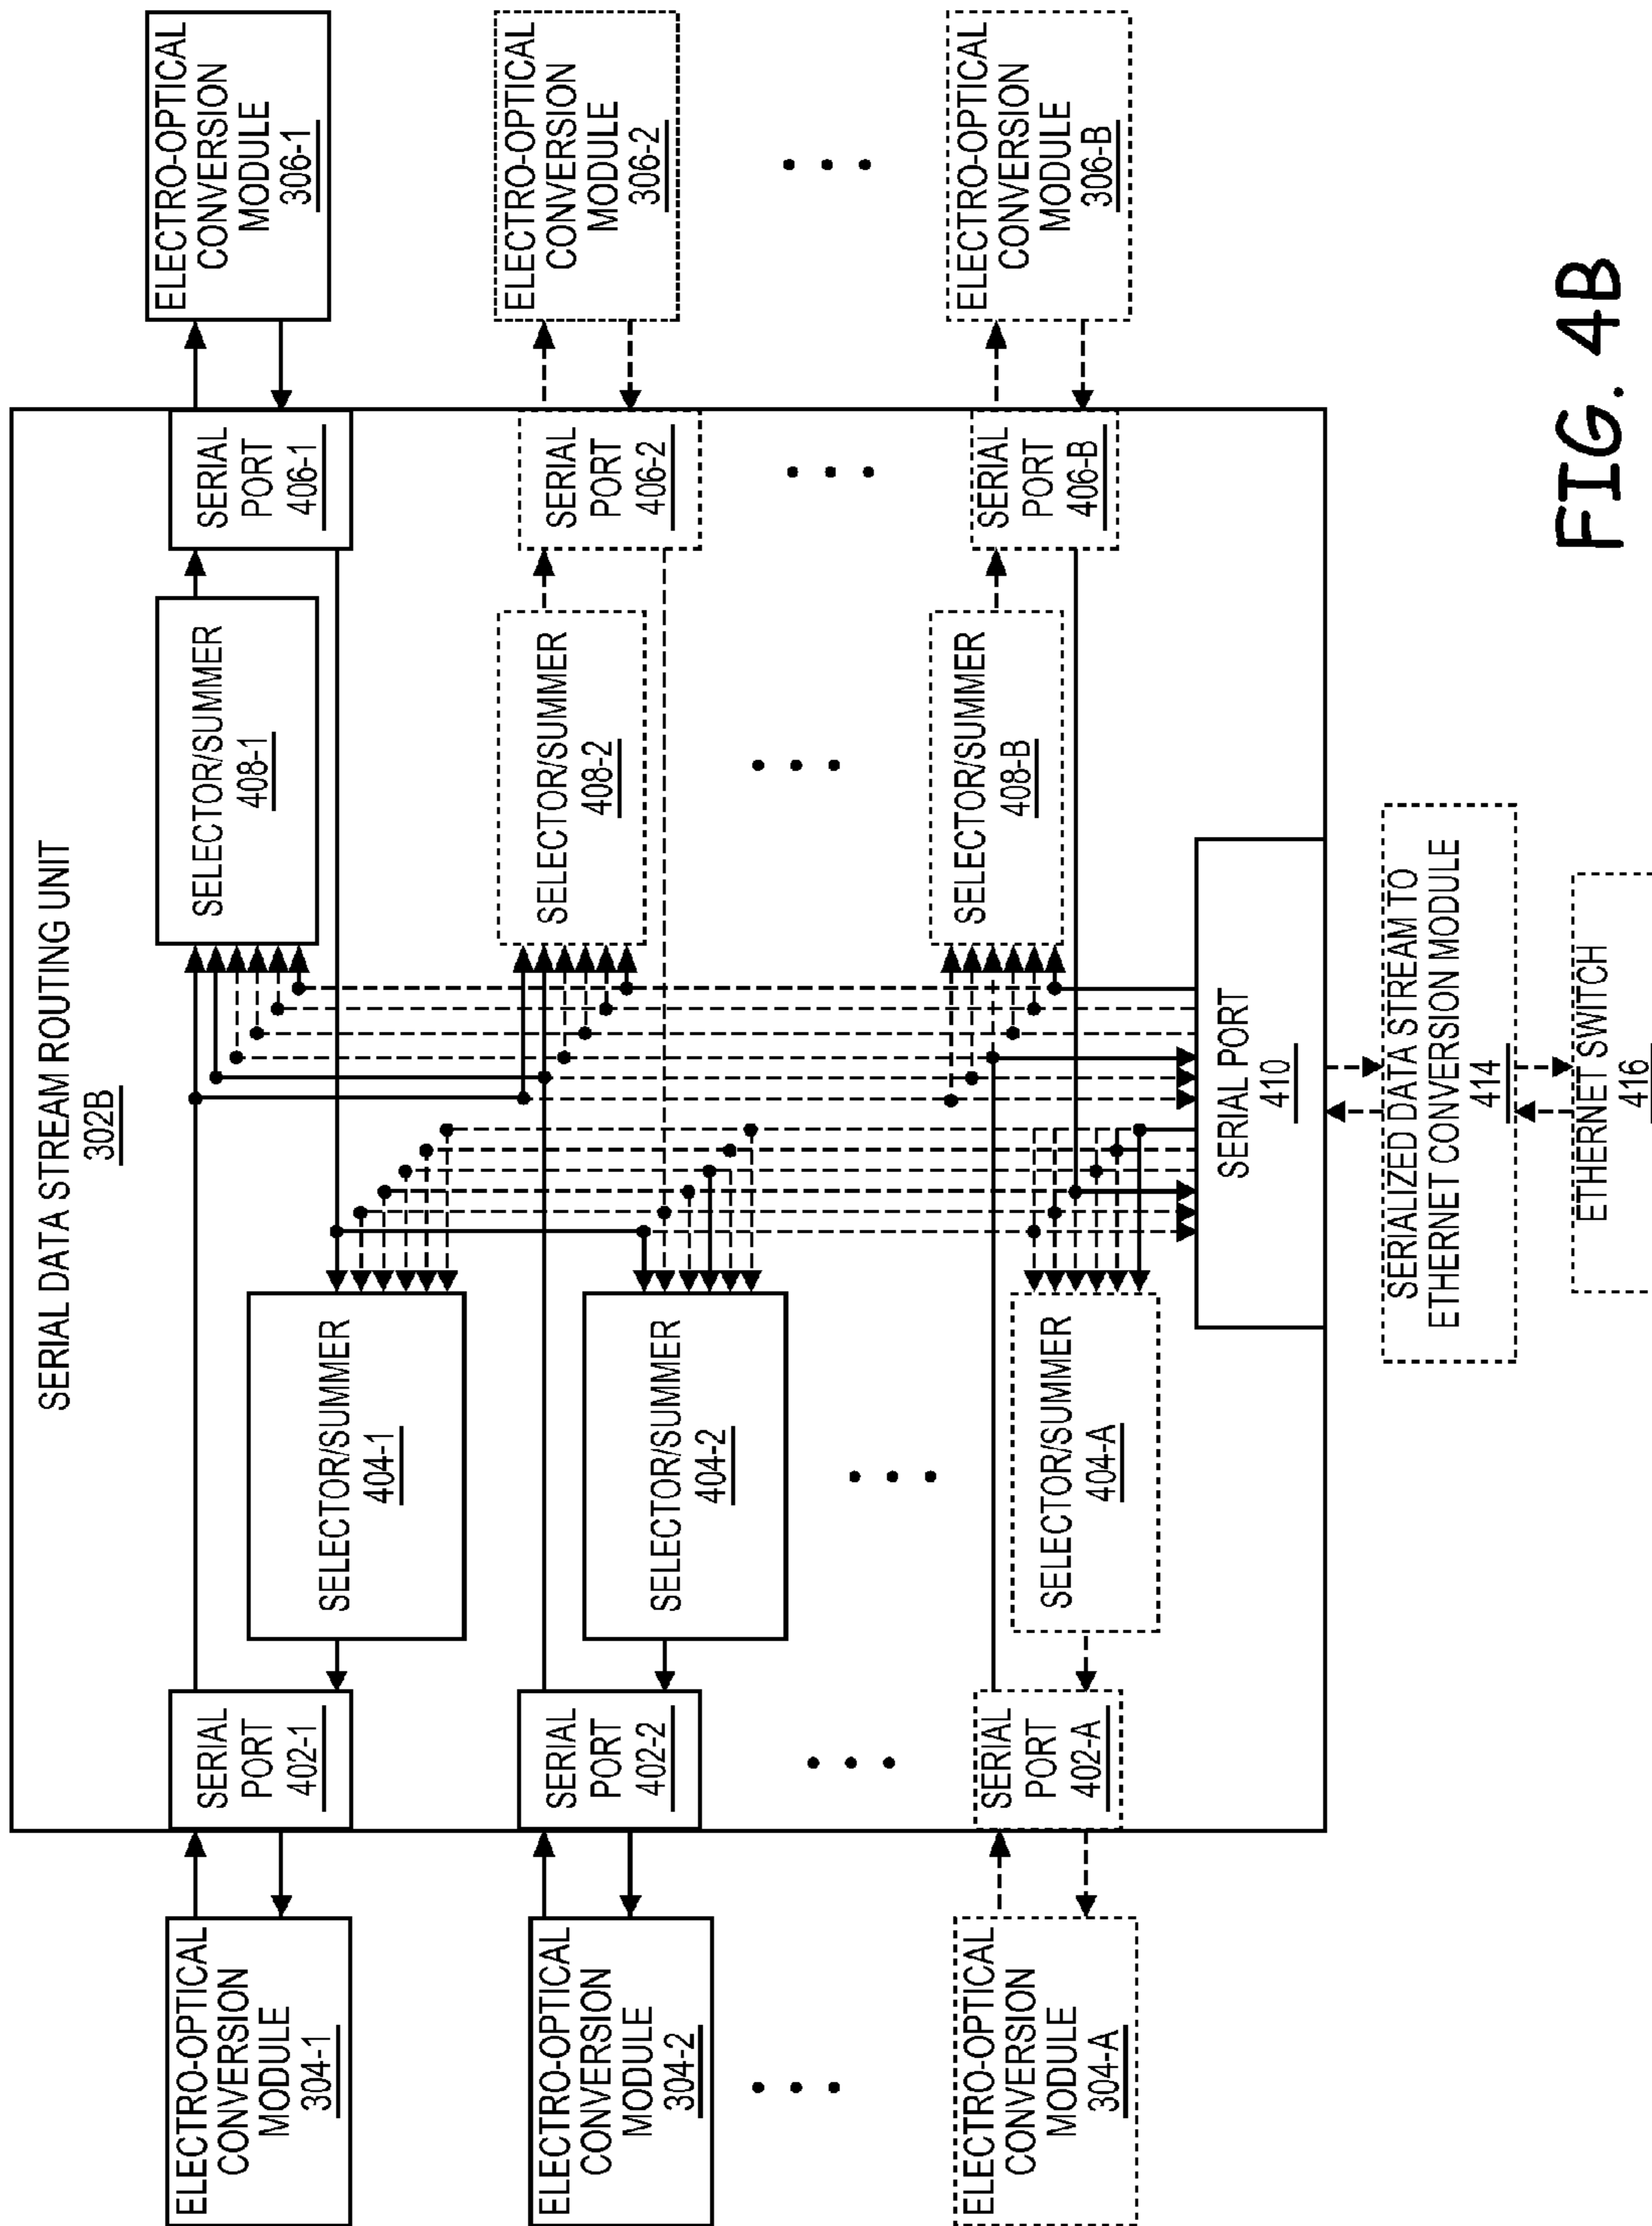 SERIAL DATA STREAM ROUTING UNIT
302B
ELECTRO-OPTICAL
CONVERSION
MODULE
304-1
SERIAL
PORT
402-1
SELECTOR/SUMMER
404-1
SELECTOR/SUMMER
408-1
SERIAL
PORT
406-1
ELECTRO-OPTICAL
CONVERSION
MODULE
306-1
ELECTRO-OPTICAL
CONVERSION
MODULE
304-2
SERIAL
PORT
402-2
SELECTOR/SUMMER
404-2
SELECTOR/SUMMER
408-2
SERIAL
PORT
406-2
ELECTRO-OPTICAL
CONVERSION
MODULE
306-2
ELECTRO-OPTICAL
CONVERSION
MODULE
304-A
SERIAL
PORT
402-A
SELECTOR/SUMMER
404-A
SELECTOR/SUMMER
408-B
SERIAL
PORT
406-B
ELECTRO-OPTICAL
CONVERSION
MODULE
306-B
SERIAL PORT
410
SERIALIZED DATA STREAM TO
ETHERNET CONVERSION MODULE
414
ETHERNET SWITCH
416
FIG. 4B